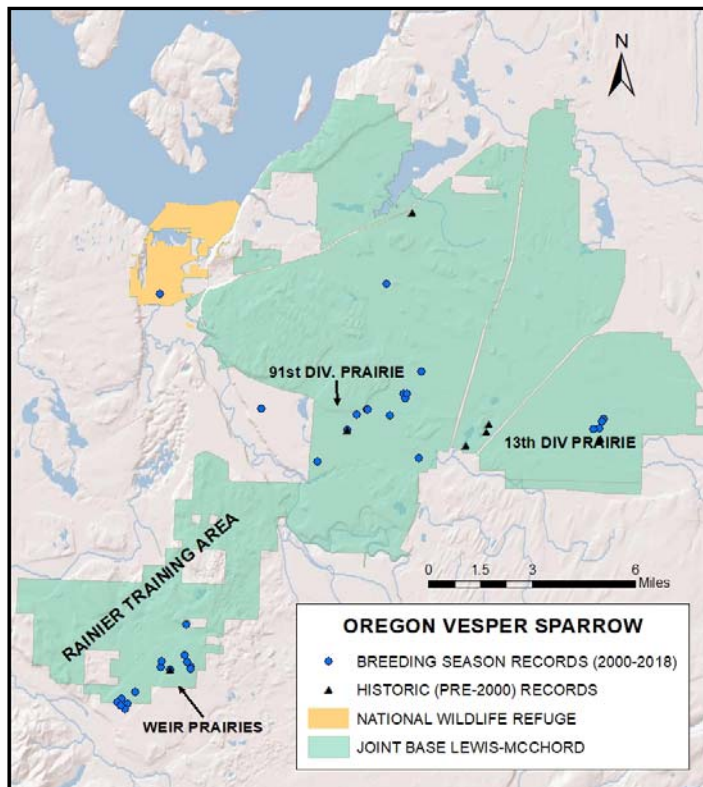 N
91st DIV. PRAIRIE
13th DIV PRAIRIE
RAINIER TRAINING AREA
WEIR PRAIRIES
0 1.5 3 6
Miles
OREGON VESPER SPARROW
BREEDING SEASON RECORDS (2000-2018)
HISTORIC (PRE-2000) RECORDS
NATIONAL WILDLIFE REFUGE
JOINT BASE LEWIS-MCCHORD